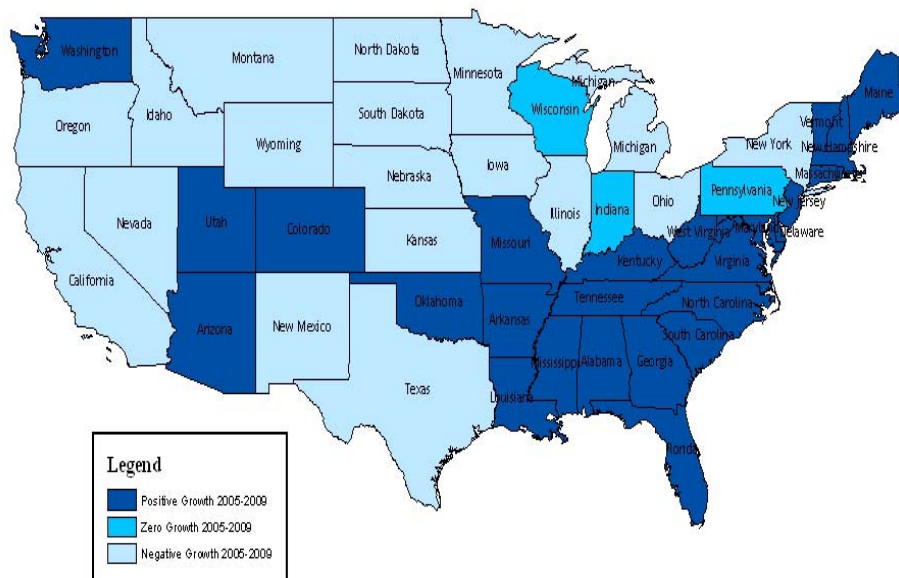 Washington
Montana
North Dakota
Minnesota
Michigan
Maine
Oregon
Idaho
South Dakota
Wisconsin
Vermont
New Hampshire
Wyoming
Michigan
New York
Massachusetts
Iowa
Nebraska
Pennsylvania
New Jersey
Nevada
Utah
Colorado
Illinois
Indiana
Ohio
West Virginia
Maryland
Delaware
Kansas
Missouri
Kentucky
Virginia
California
Arizona
New Mexico
Oklahoma
Arkansas
Tennessee
North Carolina
South Carolina
Texas
Louisiana
Mississippi
Alabama
Georgia
Florida
Legend
Positive Growth 2005-2009
Zero Growth 2005-2009
Negative Growth 2005-2009